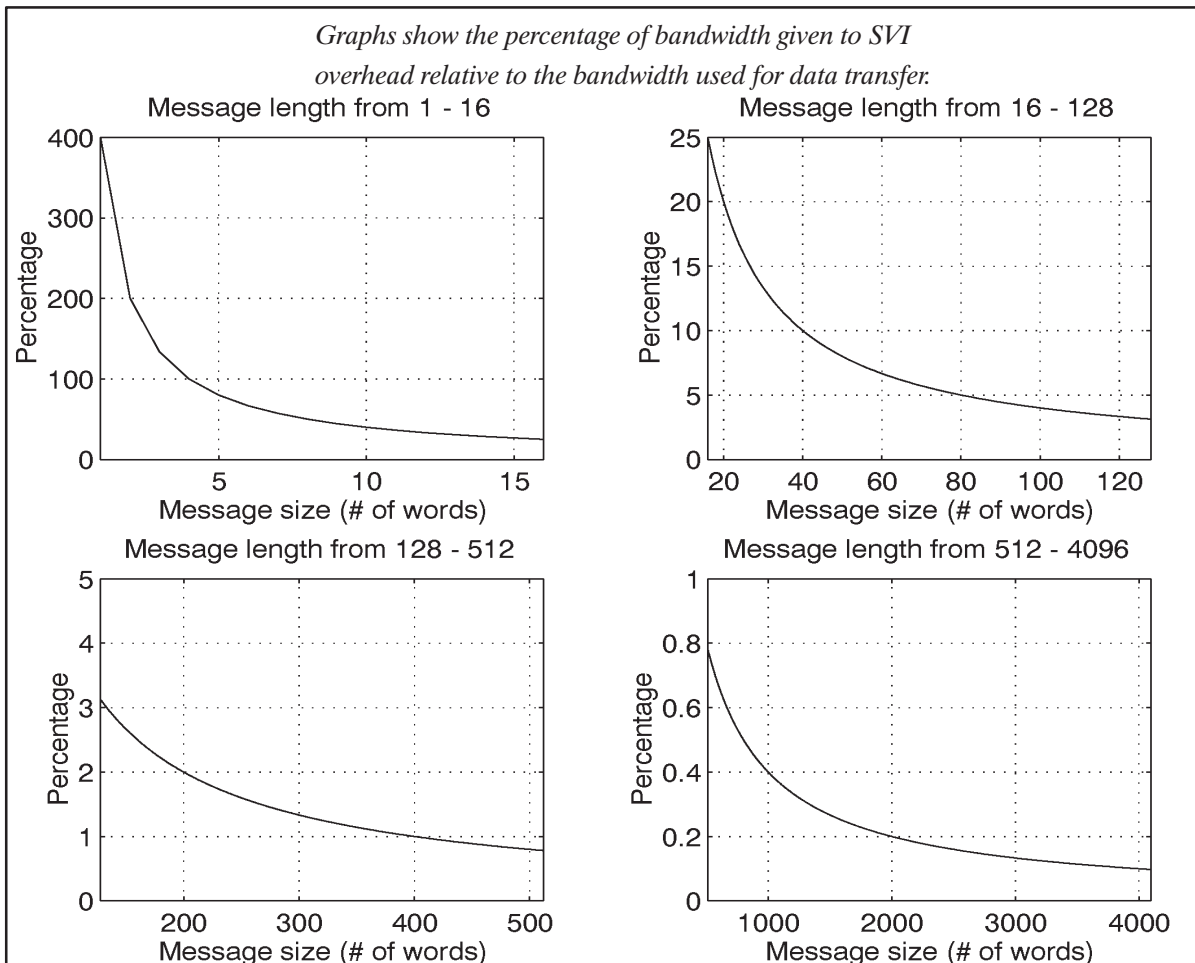 Graphs show the percentage of bandwidth given to SVI
overhead relative to the bandwidth used for data transfer.
Message length from 1 - 16
400
300
200
100
0
Percentage
5
10
15
Message size (# of words)
Message length from 16 - 128
25
20
15
10
5
0
Percentage
20
40
60
80
100
120
Message size (# of words)
Message length from 128 - 512
5
4
3
2
1
0
Percentage
200
300
400
500
Message size (# of words)
Message length from 512 - 4096
1
0.8
0.6
0.4
0.2
0
Percentage
1000
2000
3000
4000
Message size (# of words)